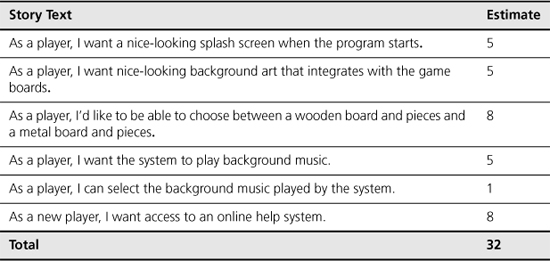 Story Text Estimate
As a player, I want a nice-looking splash screen when the program starts. 5
As a player, I want nice-looking background art that integrates with the game 5
boards.
As a player, I’d like to be able to choose between a wooden board and pieces and 8
a metal board and pieces.
As a player, I want the system to play background music. 5
As a player, I can select the background music played by the system. 1
As a new player, I want access to an online help system. 8
Total 32